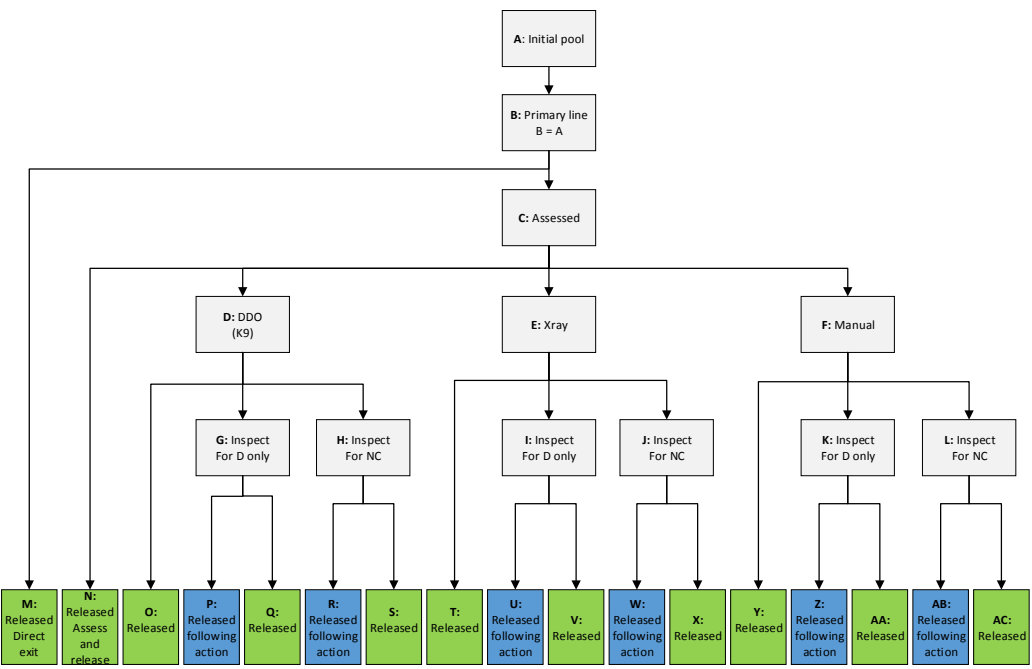 A: Initial pool
B: Primary line
B = A
C: Assessed
D: DDO
(K9)
E: Xray
F: Manual
G: Inspect
For D only
H: Inspect
For NC
I: Inspect
For D only
J: Inspect
For NC
K: Inspect
For D only
L: Inspect
For NC
M:
Released
Direct
exit
N:
Released
Assess
and
release
O:
Released
P:
Released
following
action
Q:
Released
R:
Released
following
action
S:
Released
T:
Released
U:
Released
following
action
V:
Released
W:
Released
following
action
X:
Released
Y:
Released
Z:
Released
following
action
AA:
Released
AB:
Released
following
action
AC:
Released